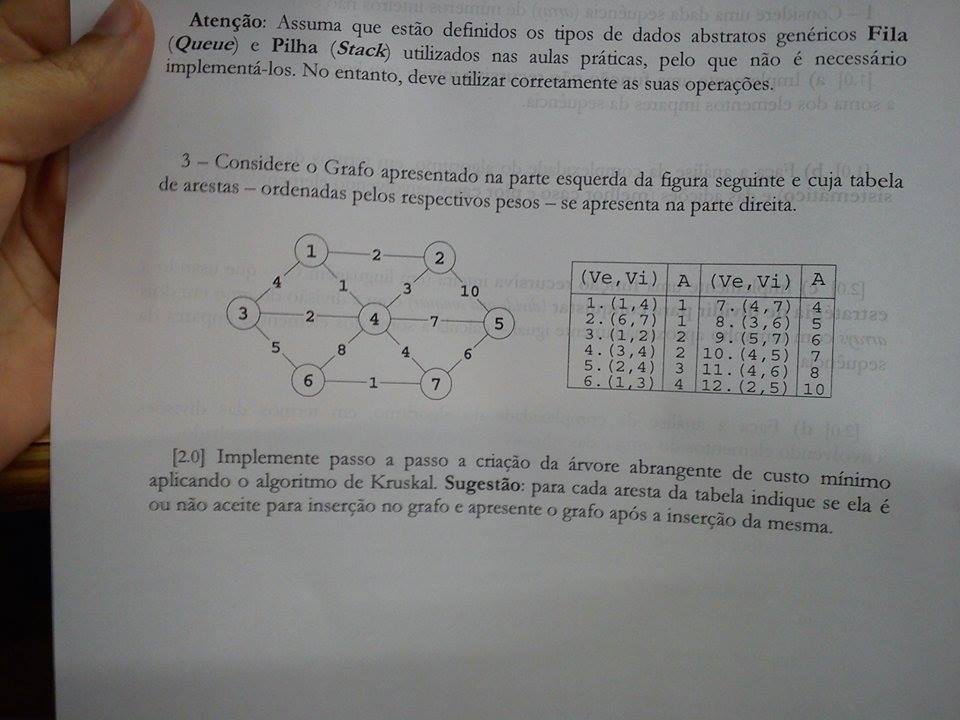 Atenção: Assuma que estão definidos os tipos de dados abstratos genéricos Fila
(Queue) e Pilha (Stack) utilizados nas aulas práticas, pelo que não é necessário
implementá-los. No entanto, deve utilizar corretamente as suas operações.
3 – Considere o Grafo apresentado na parte esquerda da figura seguinte e cuja tabela
de arestas – ordenadas pelos respectivos pesos – se apresenta na parte direita.
1 2 2
4 1 3 10
3 2 4 7 5
5 8 4 6
6 1 7
(Ve,Vi) A (Ve,Vi) A
1.(1,4) 1 7.(4,7) 4
2.(6,7) 1 8.(3,6) 5
3.(1,2) 2 9.(5,7) 6
4.(3,4) 2 10.(4,5) 7
5.(2,4) 3 11.(4,6) 8
6.(1,3) 4 12.(2,5) 10
[2.0] Implemente passo a passo a criação da árvore abrangente de custo mínimo
aplicando o algoritmo de Kruskal. Sugestão: para cada aresta da tabela indique se ela é
ou não aceite para inserção no grafo e apresente o grafo após a inserção da mesma.